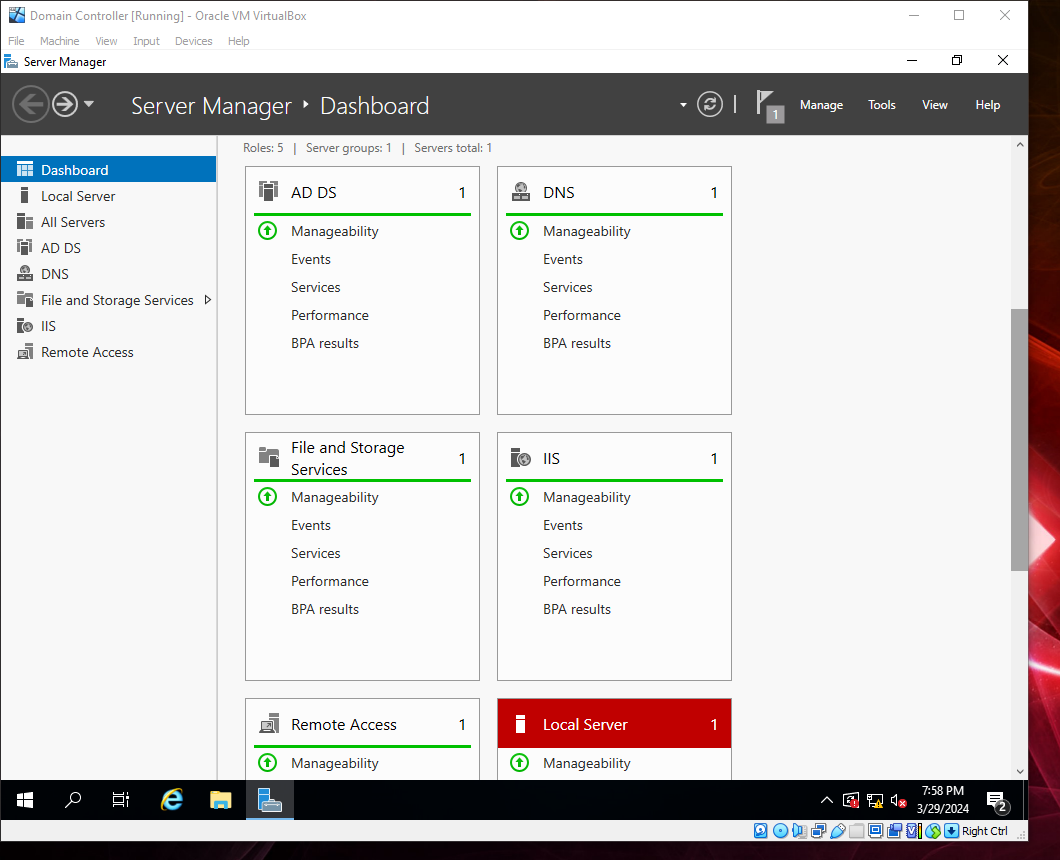 Domain Controller [Running] - Oracle VM VirtualBox
File Machine View Input Devices Help
Server Manager
Server Manager Dashboard
1 Manage Tools View Help
Dashboard
Local Server
All Servers
AD DS
DNS
File and Storage Services
IIS
Remote Access
Roles: 5 | Server groups: 1 | Servers total: 1
AD DS 1
Manageability
Events
Services
Performance
BPA results
DNS 1
Manageability
Events
Services
Performance
BPA results
File and Storage
Services 1
Manageability
Events
Services
Performance
BPA results
IIS 1
Manageability
Events
Services
Performance
BPA results
Remote Access 1
Manageability
Local Server 1
Manageability
7:58 PM
3/29/2024
2
Right Ctrl